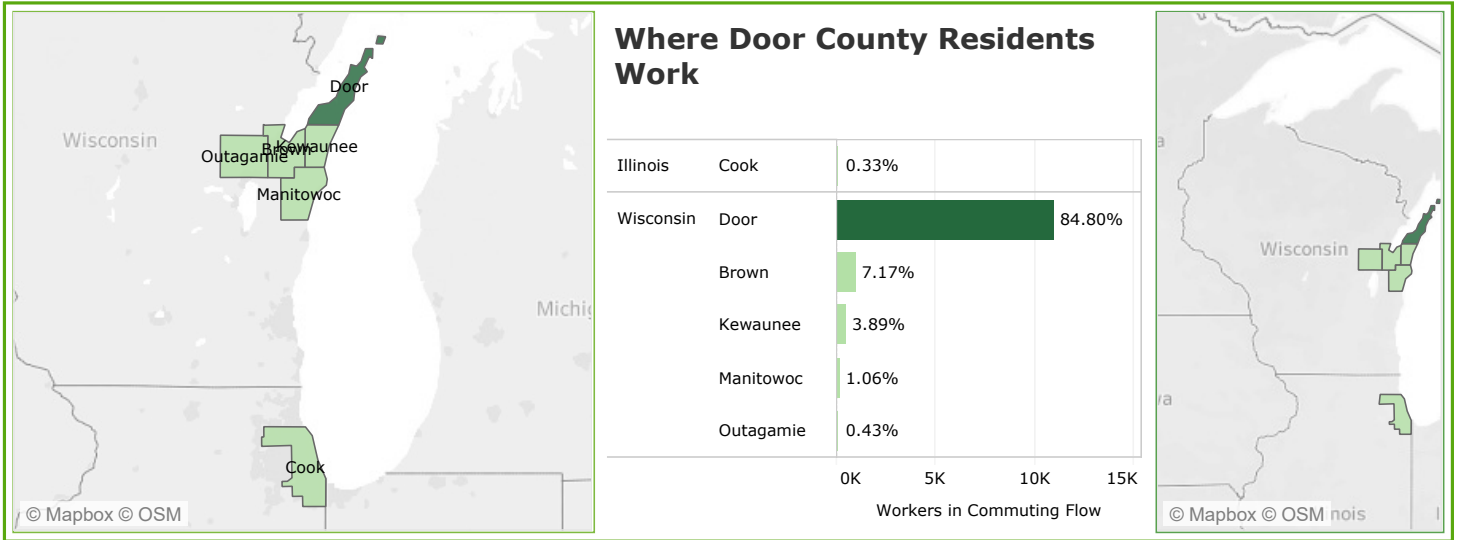 Wisconsin
Door
Outagamie
Brown
Kewaunee
Manitowoc
Michig
Cook
© Mapbox © OSM
Where Door County Residents
Work
Illinois Cook 0.33%
Wisconsin Door 84.80%
Brown 7.17%
Kewaunee 3.89%
Manitowoc 1.06%
Outagamie 0.43%
0K 5K 10K 15K
Workers in Commuting Flow
Wisconsin
a
© Mapbox © OSM
nois